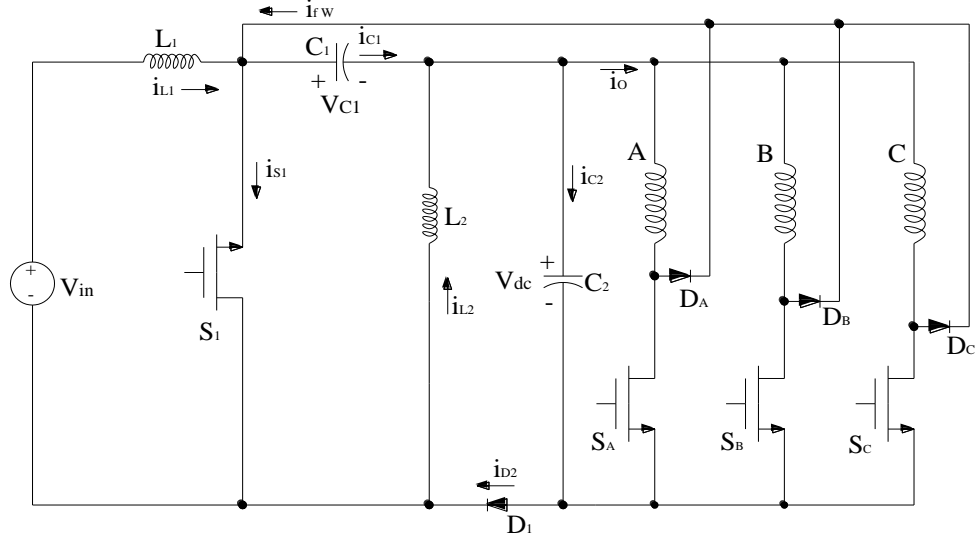 ifW
L1
C1
iC1
iL1
+ -
VC1
iO
A
B
C
iS1
iC2
L2
+
-
Vin
+
Vdc
C2
-
iL2
DA
DB
DC
S1
SA
SB
SC
iD2
D1